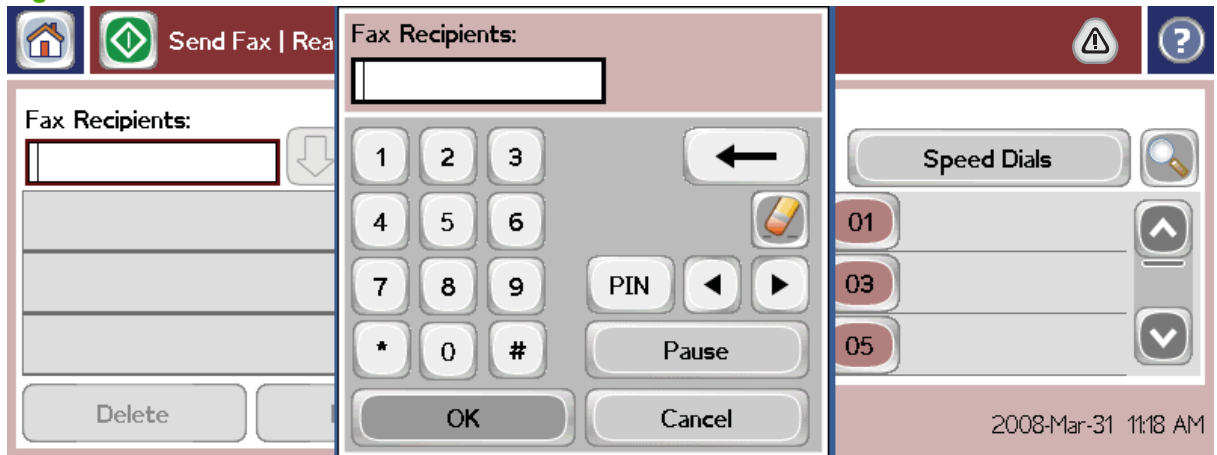 Send Fax | Rea
?
Fax Recipients:
Fax Recipients:
1 2 3
4 5 6
7 8 9
* 0 #
PIN
Pause
OK
Cancel
Speed Dials
01
03
05
Delete
2008-Mar-31 11:18 AM